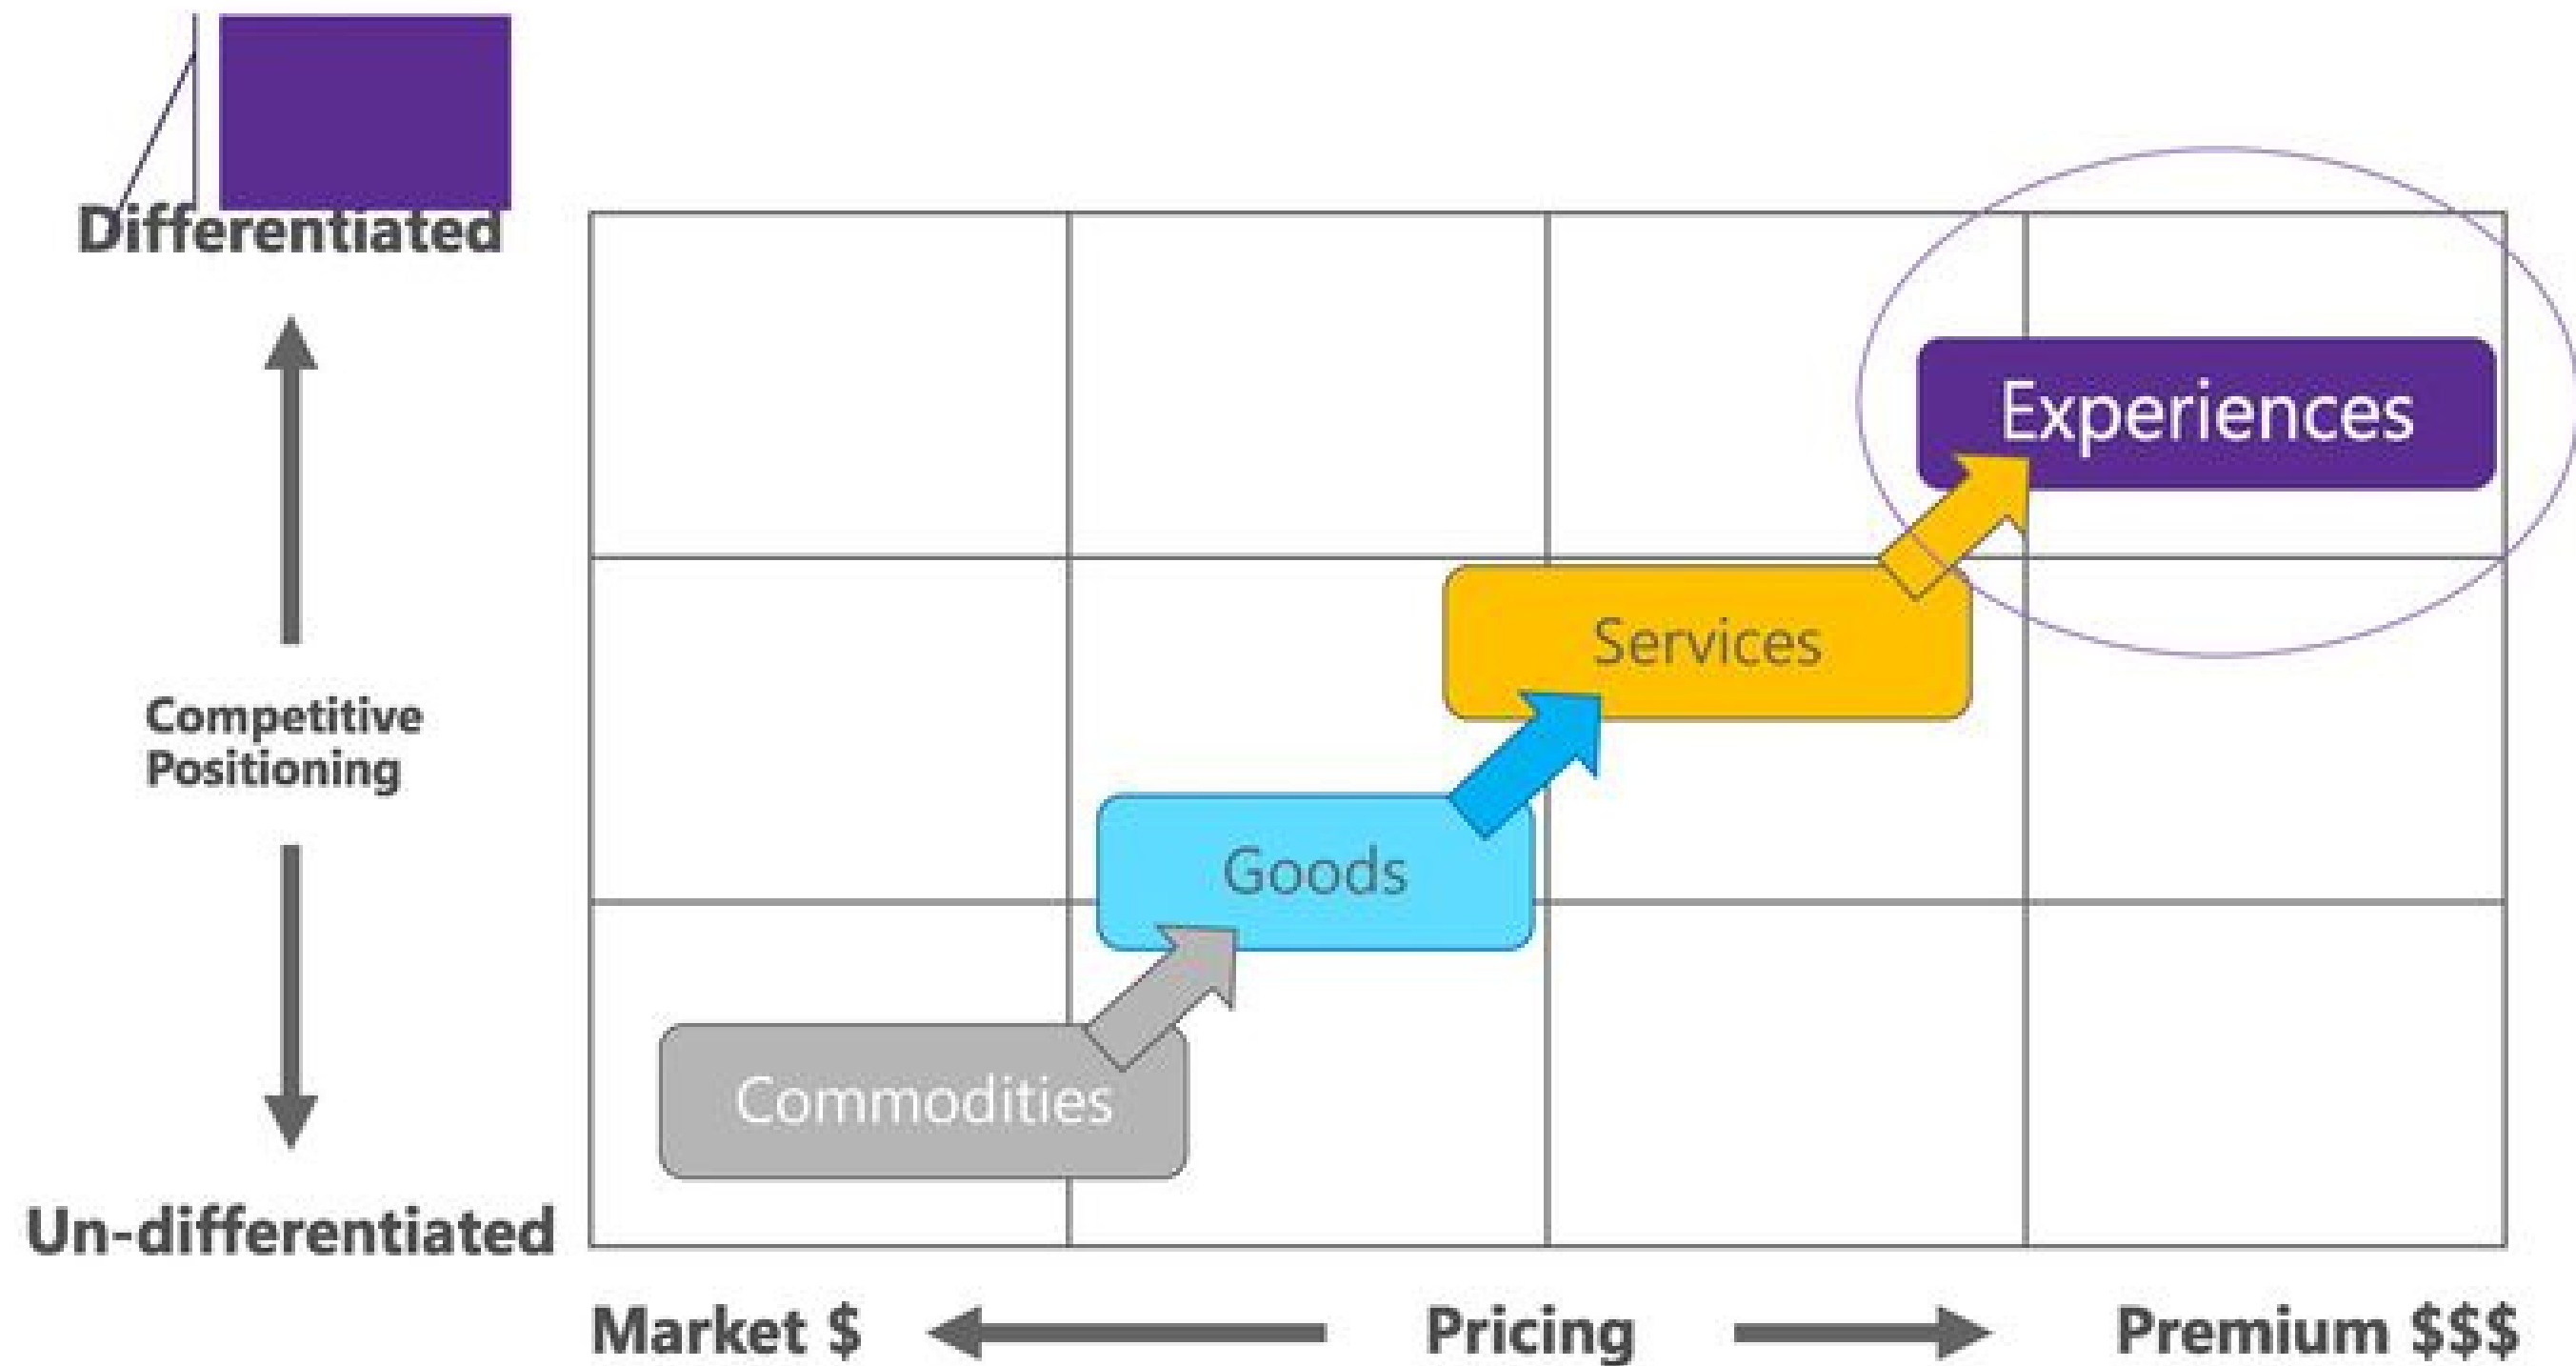 Differentiated
Experiences
Services
Competitive
Positioning
Goods
Commodities
Un-differentiated
Market $
Pricing
Premium $$$